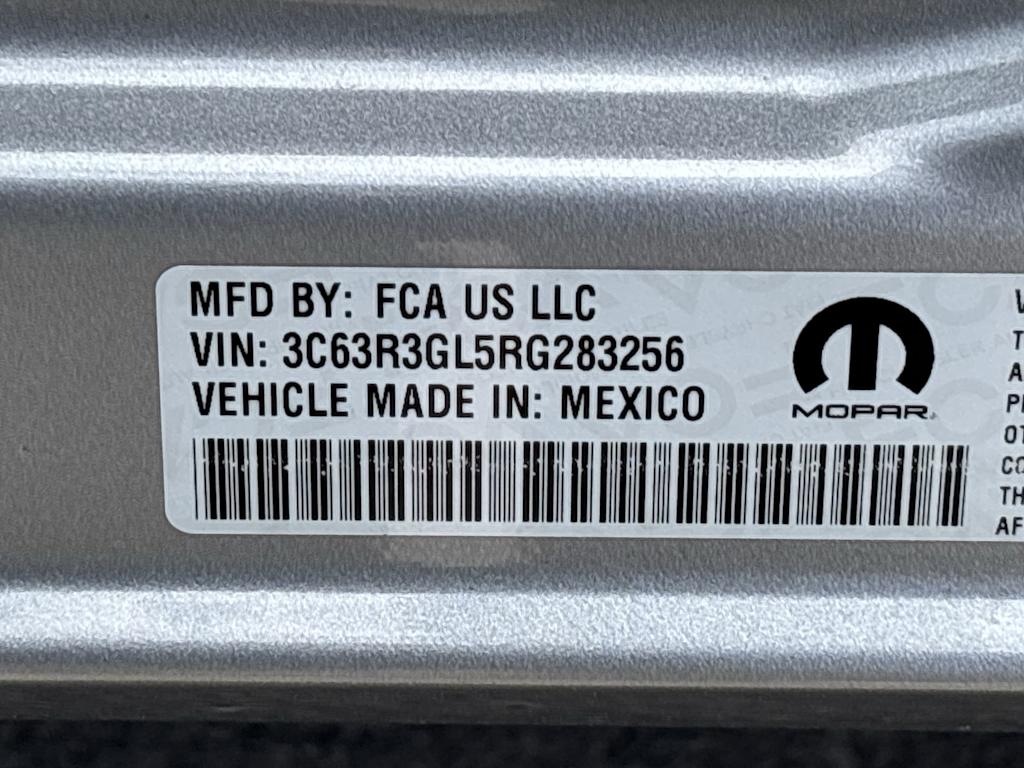 MFD BY: FCA US LLC
VIN: 3C63R3GL5RG283256
VEHICLE MADE IN: MEXICO
MOPAR